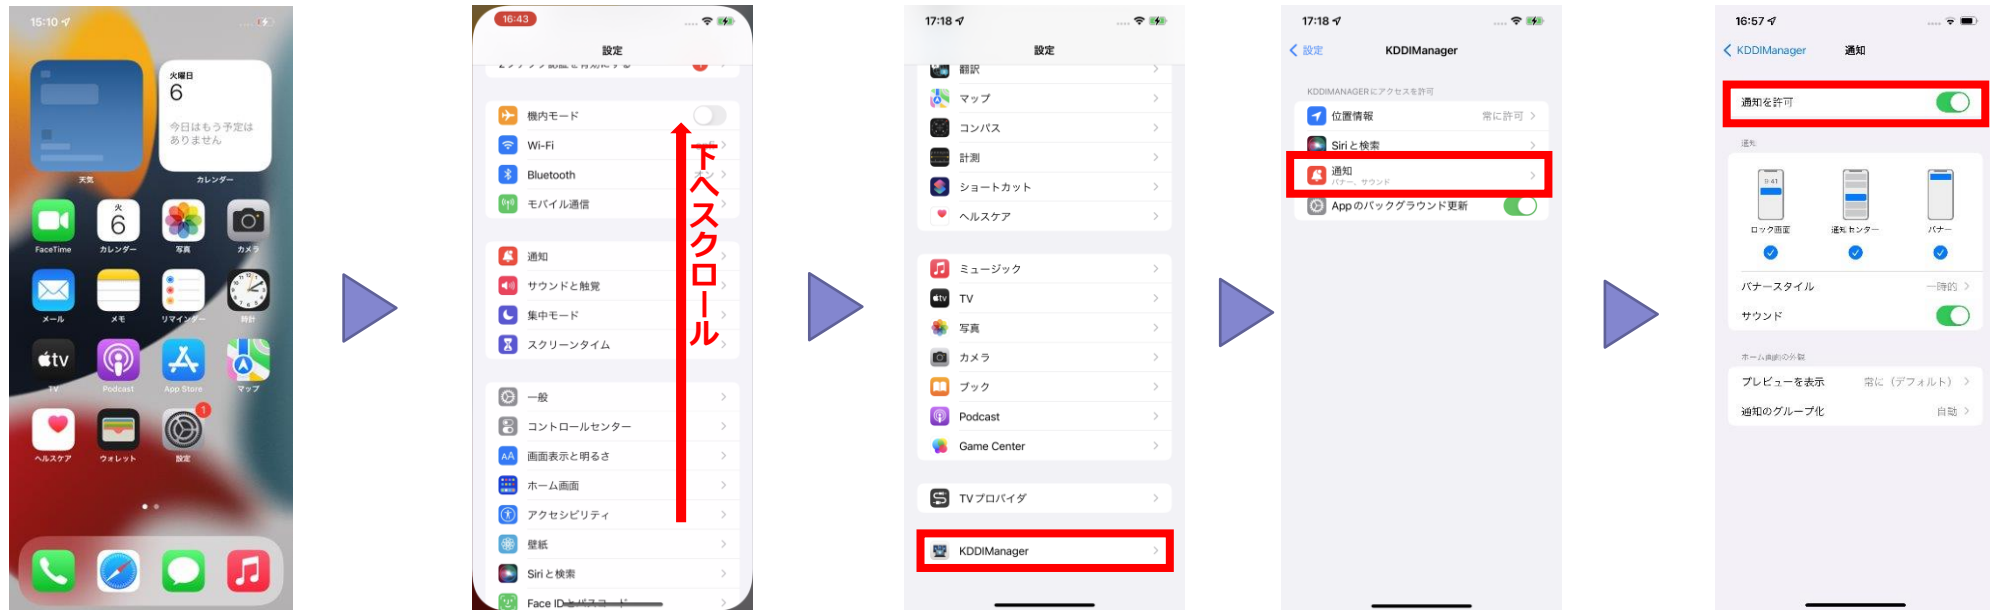 15:10
火曜日
6
今日はもう予定は
ありません
天気
カレンダー
火
6
FaceTime
カレンダー
写真
カメラ
メール
メモ
リマインダー
時計
tv
TV
Podcast
App Store
マップ
1
ヘルスケア
ウォレット
設定
16:43
設定
機内モード
Wi-Fi
Bluetooth
モバイル通信
通知
サウンドと触覚
集中モード
スクリーンタイム
一般
コントロールセンター
AA
画面表示と明るさ
ホーム画面
アクセシビリティ
壁紙
Siriと検索
Face IDとパスコード
下へスクロール
17:18
設定
翻訳
マップ
コンパス
計測
ショートカット
ヘルスケア
ミュージック
tv
TV
写真
カメラ
ブック
Podcast
Game Center
TVプロバイダ
KDDIManager
17:18
設定
KDDIManager
KDDIMANAGERにアクセスを許可
位置情報
常に許可
Siriと検索
通知
バナー、サウンド
Appのバックグラウンド更新
16:57
KDDIManager
通知
通知を許可
通知
9:41
ロック画面
通知センター
バナー
バナースタイル
一時的
サウンド
ホーム画面の外観
プレビューを表示
常に（デフォルト）
通知のグループ化
自動